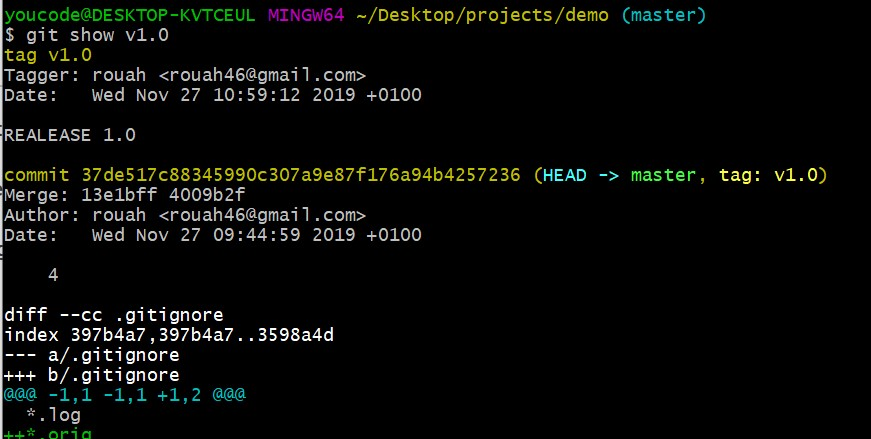 youcode@DESKTOP-KVTCEUL MINGW64 ~/Desktop/projects/demo (master)
$ git show v1.0
tag v1.0
Tagger: rouah <rouah46@gmail.com>
Date:   Wed Nov 27 10:59:12 2019 +0100

REALEASE 1.0

commit 37de517c88345990c307a9e87f176a94b4257236 (HEAD -> master, tag: v1.0)
Merge: 13e1bff 4009b2f
Author: rouah <rouah46@gmail.com>
Date:   Wed Nov 27 09:44:59 2019 +0100

    4

diff --cc .gitignore
index 397b4a7,397b4a7..3598a4d
--- a/.gitignore
+++ b/.gitignore
@@@ -1,1 -1,1 +1,2 @@@
  *.log
++*.orig